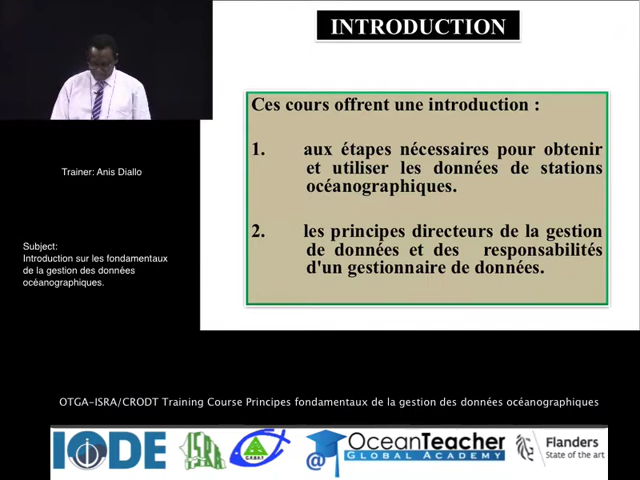 INTRODUCTION
Ces cours offrent une introduction :
1. aux étapes nécessaires pour obtenir
et utiliser les données de stations
océanographiques.
2. les principes directeurs de la gestion
de données et des responsabilités
d'un gestionnaire de données.
Trainer: Anis Diallo
Subject:
Introduction sur les fondamentaux
de la gestion des données
océanographiques.
OTGA-ISRA/CRODT Training Course Principes fondamentaux de la gestion des données océanographiques
IODE
ISRA
@
OceanTeacher
GLOBAL ACADEMY
Flanders
State of the art